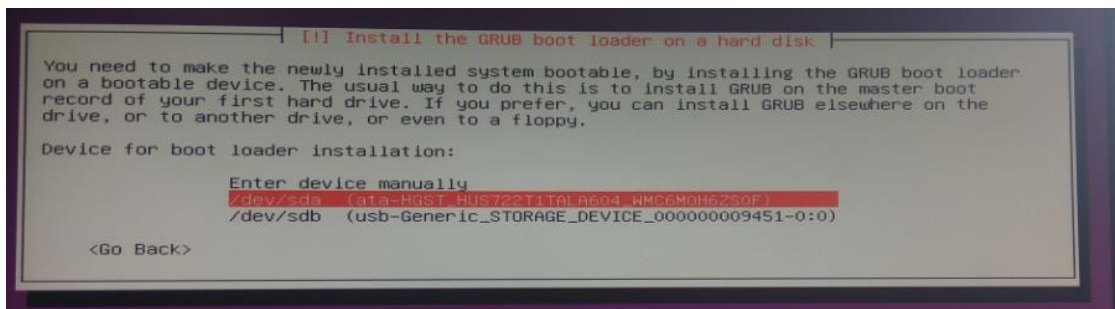 [!] Install the GRUB boot loader on a hard disk
You need to make the newly installed system bootable, by installing the GRUB boot loader
on a bootable device. The usual way to do this is to install GRUB on the master boot
record of your first hard drive. If you prefer, you can install GRUB elsewhere on the
drive, or to another drive, or even to a floppy.
Device for boot loader installation:
Enter device manually
/dev/sda (ata-HGST_HUS722T1TALA604_WMC6M0H6ZS0F)
/dev/sdb (usb-Generic_STORAGE_DEVICE_000000009451-0:0)
<Go Back>